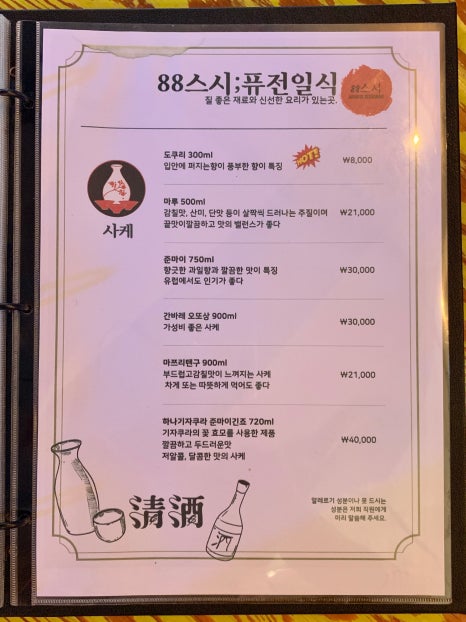 88스시;퓨전일식
질 좋은 재료와 신선한 요리가 있는곳.
88스시
사케
도쿠리 300ml
입안에 퍼지는향이 풍부한 향이 특징
HOT!
₩8,000
마루 500ml
감칠맛, 산미, 단맛 등이 살짝씩 드러나는 주질이며
끝맛이깔끔하고 맛의 밸런스가 좋다
₩21,000
준마이 750ml
향긋한 과일향과 깔끔한 맛이 특징
유럽에서도 인기가 좋다
₩30,000
간바레 오또상 900ml
가성비 좋은 사케
₩30,000
마쯔리텐구 900ml
부드럽고감칠맛이 느껴지는 사케
차게 또는 따뜻하게 먹어도 좋다
₩21,000
하나기자쿠라 준마이긴죠 720ml
기자쿠라의 꽃 효모를 사용한 제품
깔끔하고 두드러운맛
저알콜, 달콤한 맛의 사케
₩40,000
清酒
알레르기 성분이나 못 드시는
성분은 저희 직원에게
미리 말씀해 주세요.